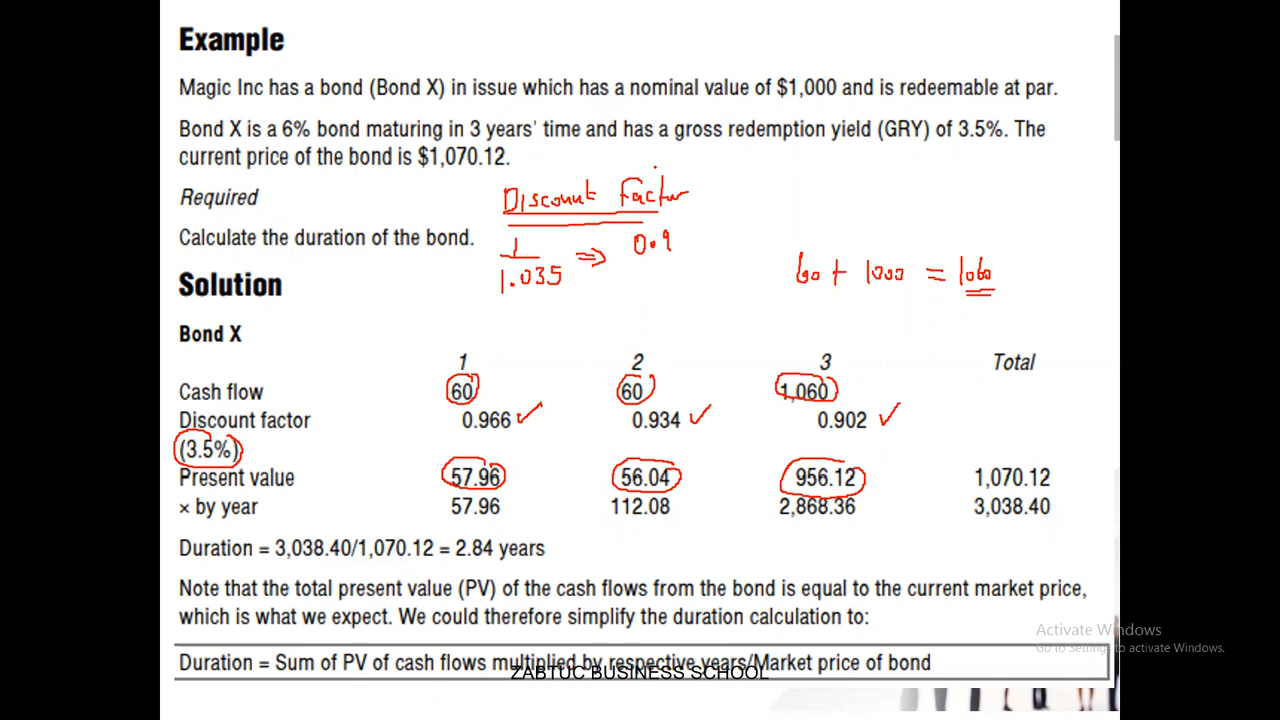 Example
Magic Inc has a bond (Bond X) in issue which has a nominal value of $1,000 and is redeemable at par.
Bond X is a 6% bond maturing in 3 years' time and has a gross redemption yield (GRY) of 3.5%. The
current price of the bond is $1,070.12.
Required
Discount Factor
Calculate the duration of the bond.
1
1.035 ⇒ 0.9
60 + 1000 = 1060
Solution
Bond X
1 2 3 Total
Cash flow 60 60 1,060
Discount factor 0.966 ✓ 0.934 ✓ 0.902 ✓
(3.5%)
Present value 57.96 56.04 956.12 1,070.12
× by year 57.96 112.08 2,868.36 3,038.40
Duration = 3,038.40/1,070.12 = 2.84 years
Note that the total present value (PV) of the cash flows from the bond is equal to the current market price,
which is what we expect. We could therefore simplify the duration calculation to:
Duration = Sum of PV of cash flows multiplied by respective years/Market price of bond
ZABTUC BUSINESS SCHOOL
Activate Windows
Go to Settings to activate Windows.